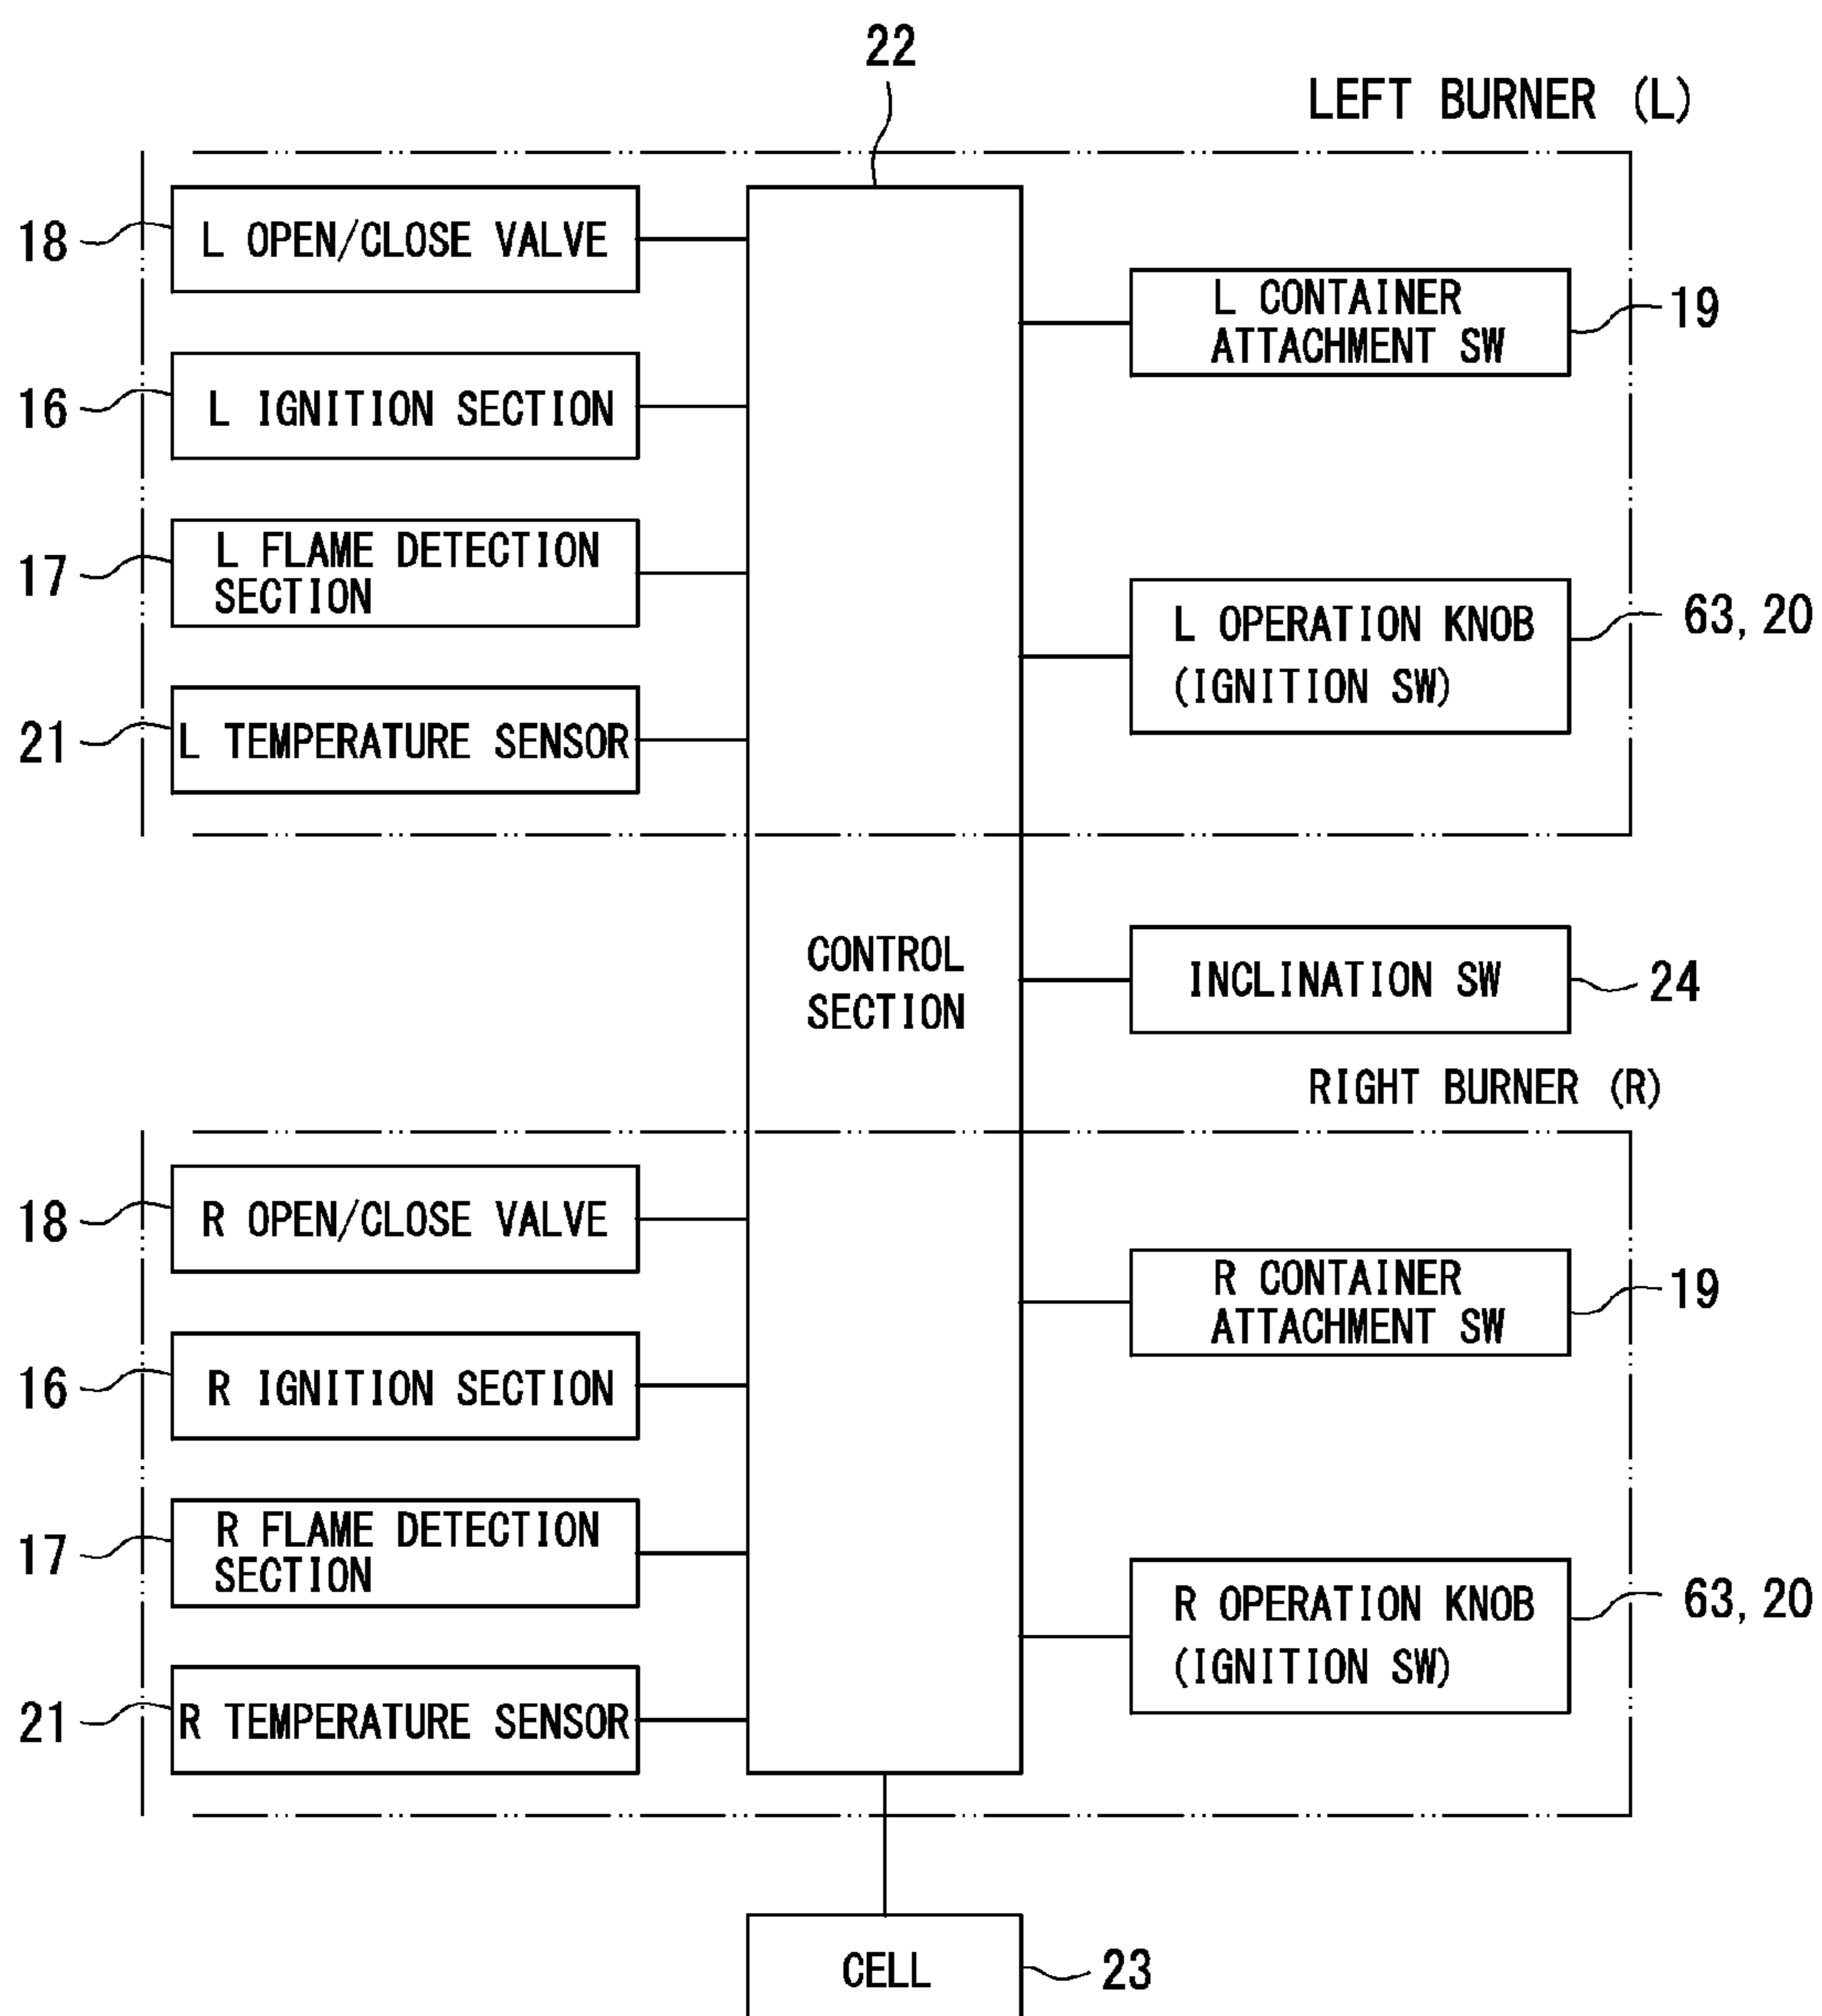 22
LEFT BURNER (L)
18
L OPEN/CLOSE VALVE
L CONTAINER
ATTACHMENT SW
19
16
L IGNITION SECTION
17
L FLAME DETECTION
SECTION
L OPERATION KNOB
(IGNITION SW)
63, 20
21
L TEMPERATURE SENSOR
CONTROL
SECTION
INCLINATION SW
24
RIGHT BURNER (R)
18
R OPEN/CLOSE VALVE
R CONTAINER
ATTACHMENT SW
19
16
R IGNITION SECTION
17
R FLAME DETECTION
SECTION
R OPERATION KNOB
(IGNITION SW)
63, 20
21
R TEMPERATURE SENSOR
CELL
23